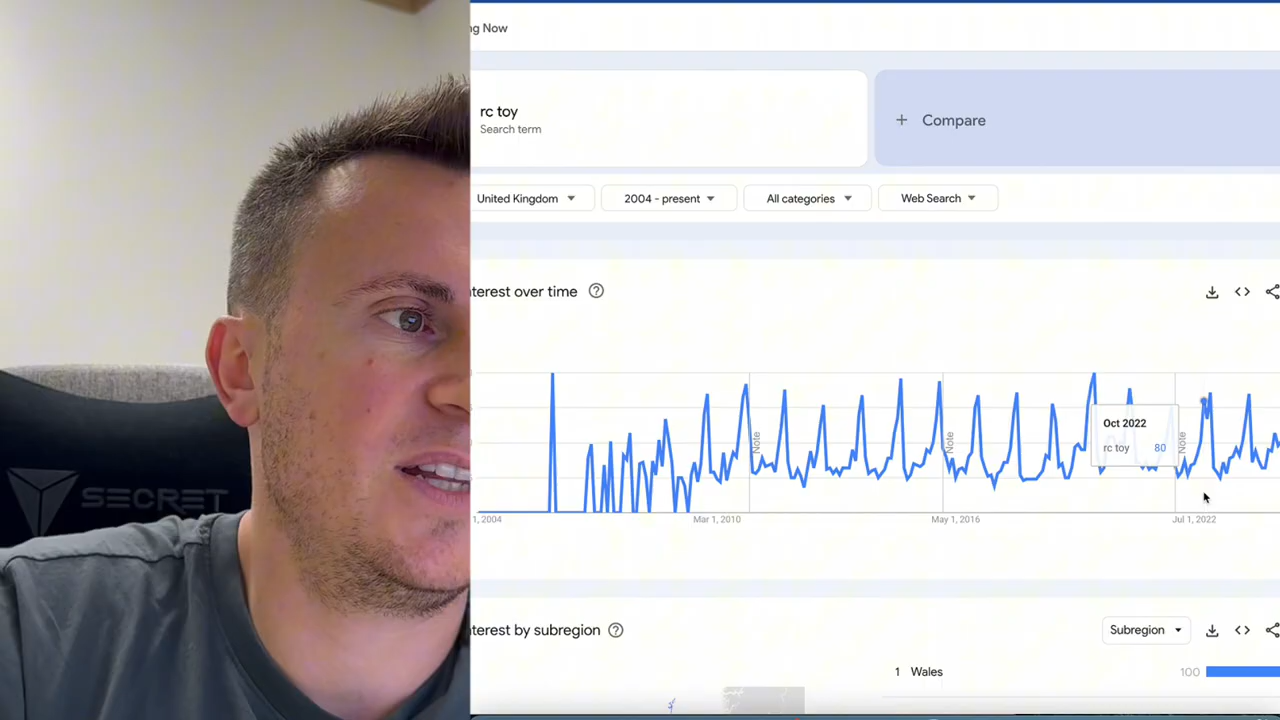 ng Now
rc toy
Search term
+ Compare
United Kingdom
2004 - present
All categories
Web Search
terest over time
Oct 2022
rc toy 80
Note
Note
Note
1, 2004
Mar 1, 2010
May 1, 2016
Jul 1, 2022
terest by subregion
Subregion
1 Wales 100
SECRET